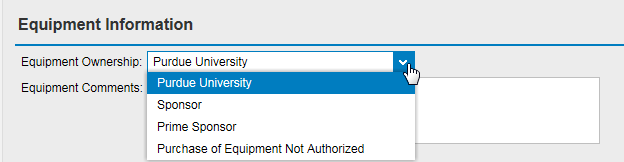 Equipment Information
Equipment Ownership: Purdue University
Purdue University
Equipment Comments:
Sponsor
Prime Sponsor
Purchase of Equipment Not Authorized